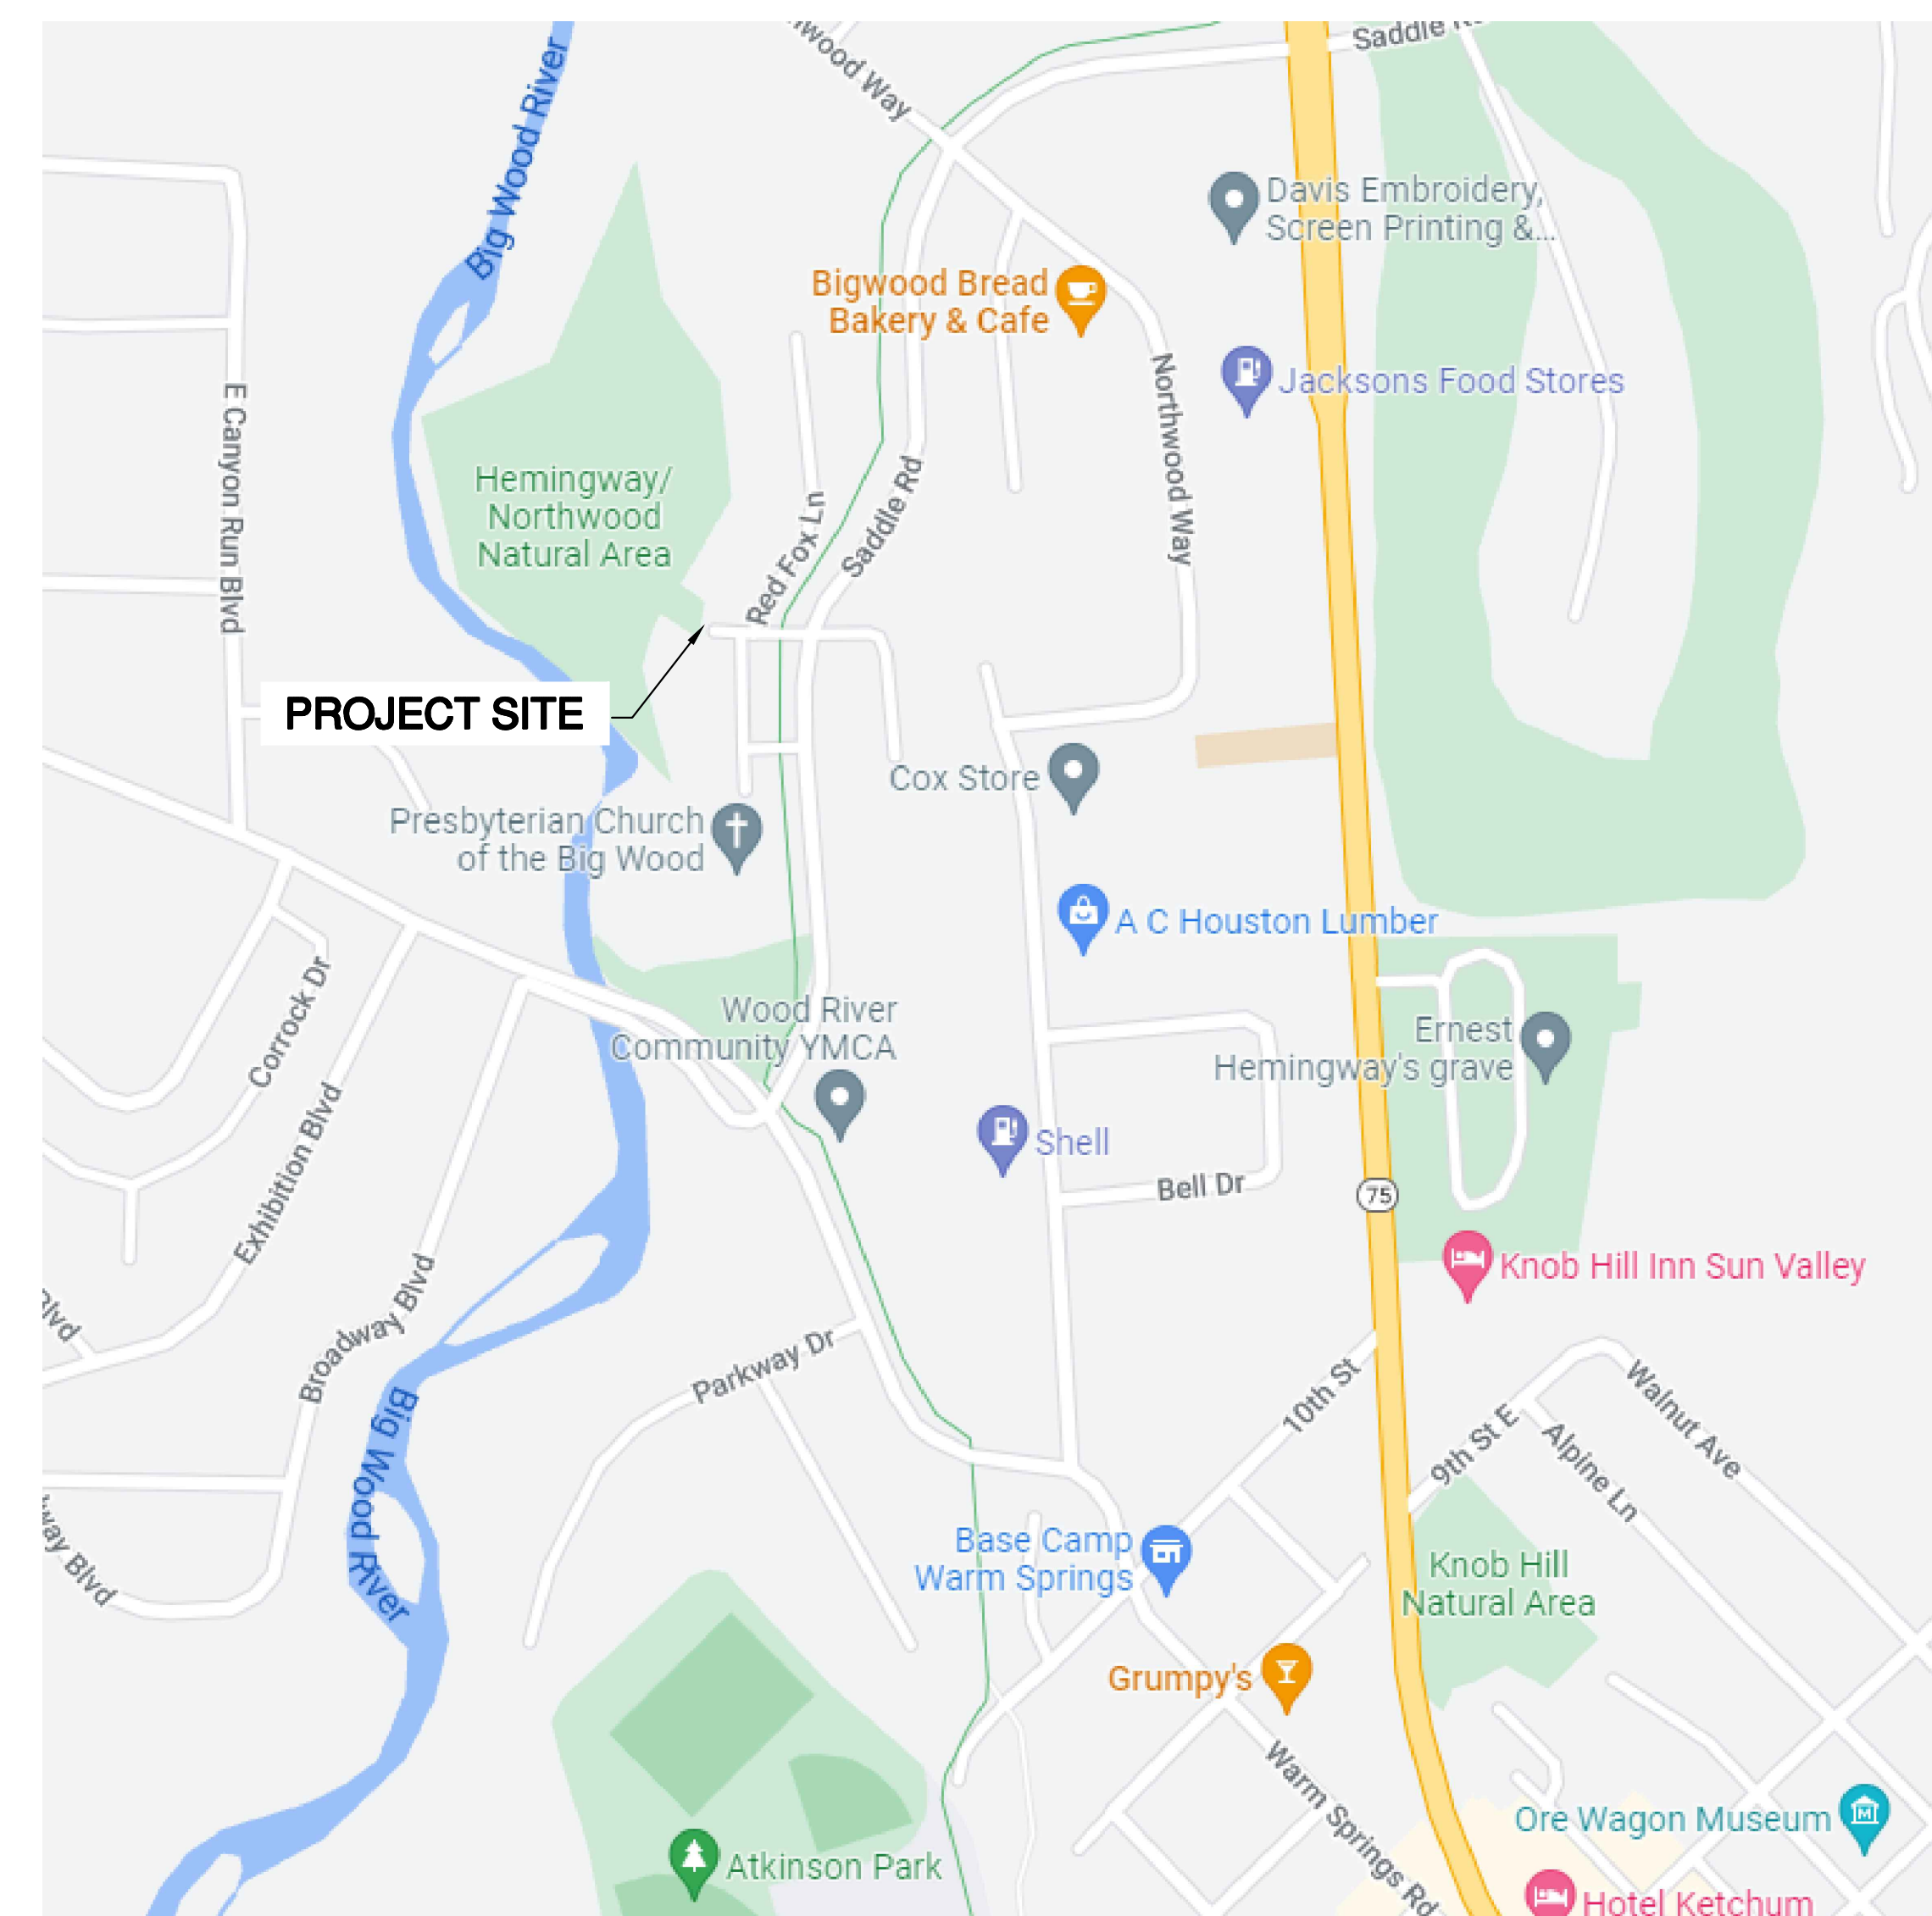 Saddle Rd
Big Wood River
Davis Embroidery,
Screen Printing &...
Bigwood Bread
Bakery & Cafe
Jacksons Food Stores
Northwood Way
E Canyon Run Blvd
Hemingway/
Northwood
Natural Area
Red Fox Ln
Saddle Rd
PROJECT SITE
Cox Store
Presbyterian Church
of the Big Wood
A C Houston Lumber
Corrock Dr
Wood River
Community YMCA
Ernest
Hemingway's grave
Exhibition Blvd
Shell
Bell Dr
75
Knob Hill Inn Sun Valley
Broadway Blvd
Blvd
Parkway Dr
10th St
Walnut Ave
9th St E
Alpine Ln
Big Wood River
way Blvd
Base Camp
Warm Springs
Knob Hill
Natural Area
Grumpy's
Warm Springs Rd
Ore Wagon Museum
M
Atkinson Park
Hotel Ketchum